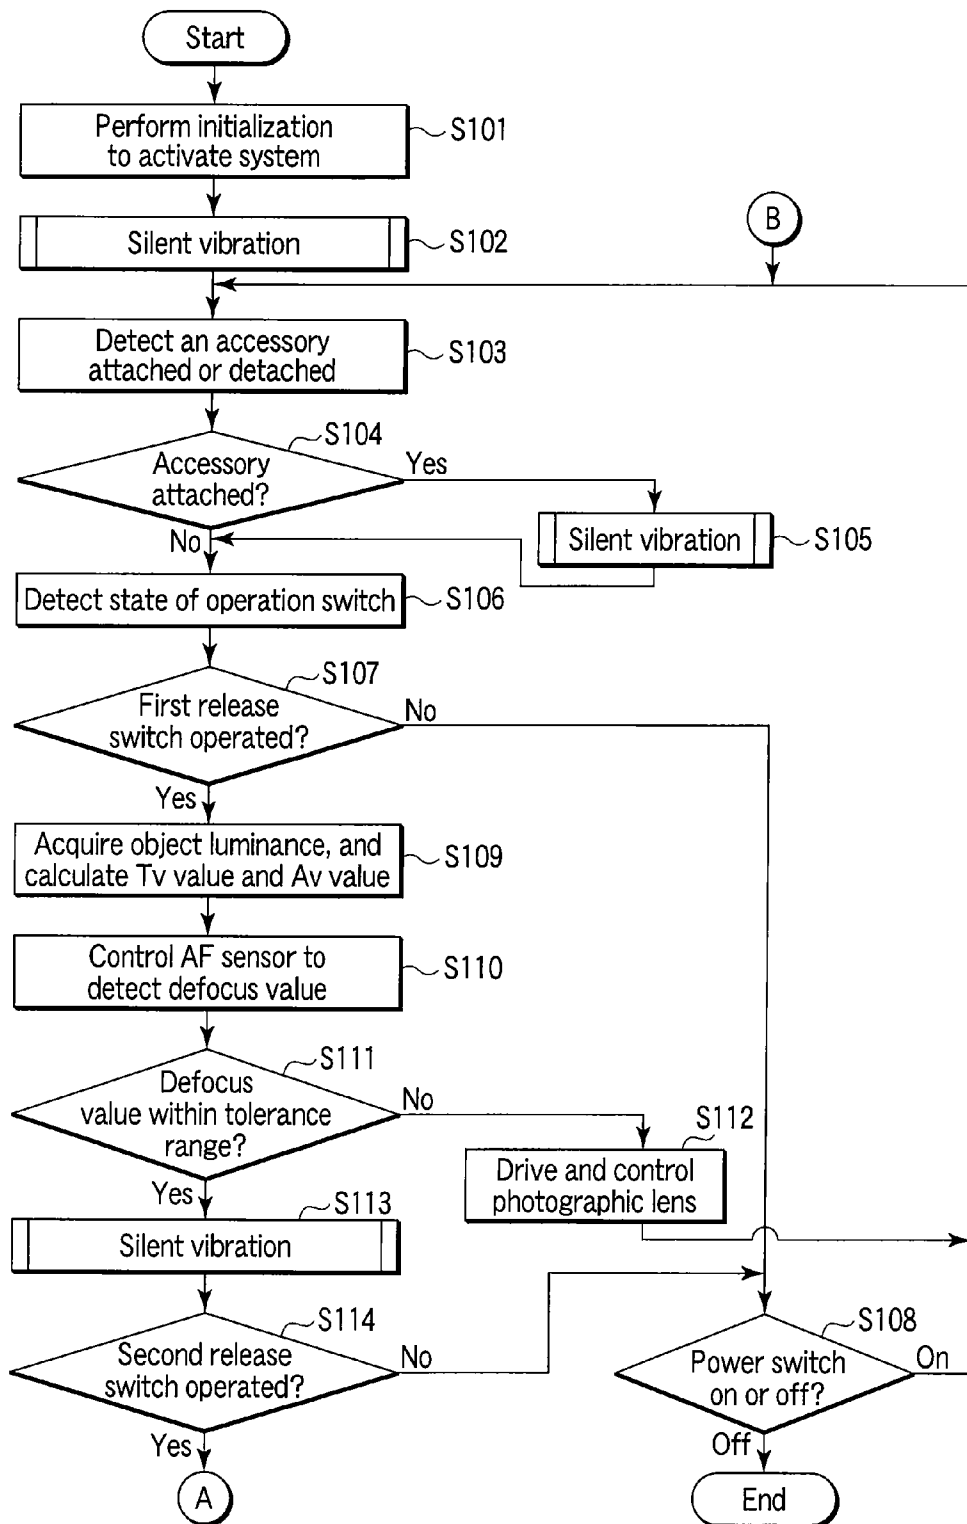 Start
Perform initialization
to activate system
S101
Silent vibration
S102
B
Detect an accessory
attached or detached
S103
S104
Accessory
attached?
Yes
No
Silent vibration
S105
Detect state of operation switch
S106
S107
First release
switch operated?
No
Yes
Acquire object luminance, and
calculate Tv value and Av value
S109
Control AF sensor to
detect defocus value
S110
S111
Defocus
value within tolerance
range?
No
Yes
S112
Drive and control
photographic lens
S113
Silent vibration
S114
Second release
switch operated?
No
Yes
A
S108
Power switch
on or off?
On
Off
End